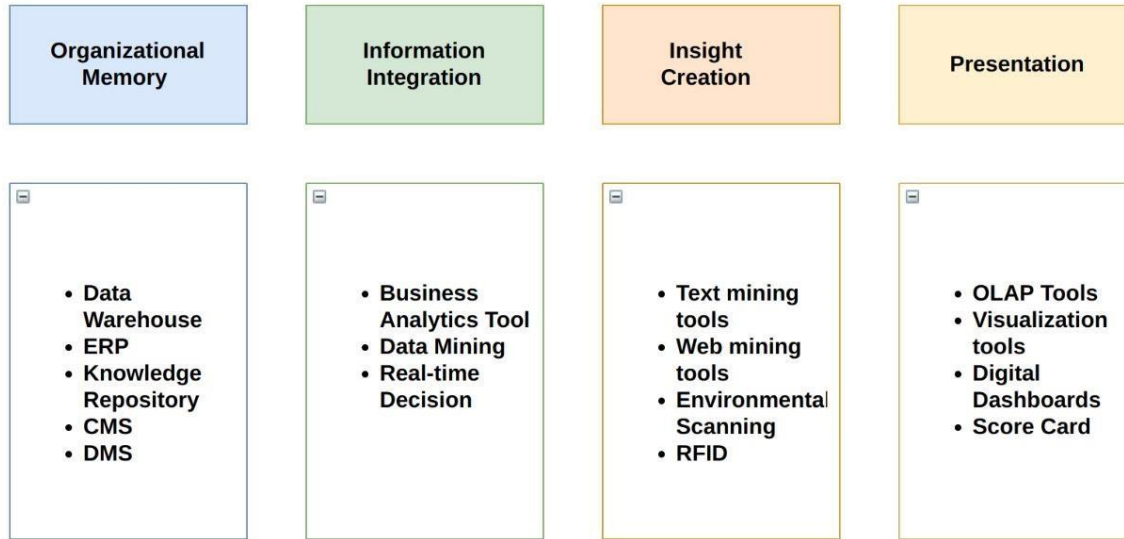 Organizational
Memory
Information
Integration
Insight
Creation
Presentation
• Data
Warehouse
• ERP
• Knowledge
Repository
• CMS
• DMS
• Business
Analytics Tool
• Data Mining
• Real-time
Decision
• Text mining
tools
• Web mining
tools
• Environmental
Scanning
• RFID
• OLAP Tools
• Visualization
tools
• Digital
Dashboards
• Score Card